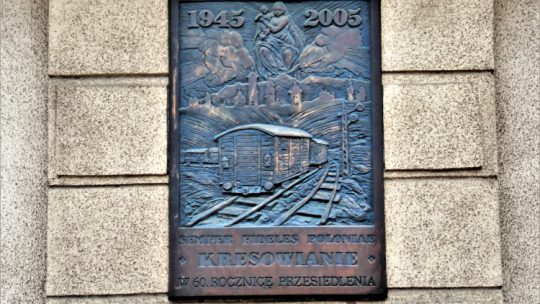 1945 2005
SEMPER FIDELES POLONIAE
KRESOWIANIE
W 60. ROCZNICĘ PRZESIEDLENIA